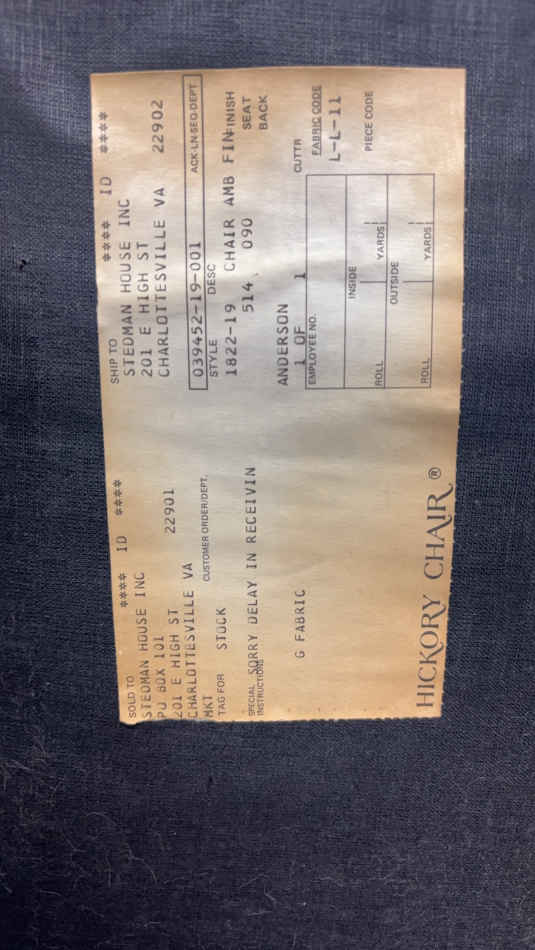 SOLD TO
**** ID ****
STEDMAN HOUSE INC
PO BOX 101
201 E HIGH ST
CHARLOTTESVILLE VA 22901
MKT
CUSTOMER ORDER/DEPT.
TAG FOR STOCK
SPECIAL INSTRUCTIONS
SORRY DELAY IN RECEIVIN
G FABRIC
HICKORY CHAIR ®
SHIP TO
**** ID ****
STEDMAN HOUSE INC
201 E HIGH ST
CHARLOTTESVILLE VA 22902
039452-19-001 ACK-LN-SEQ-DEPT
STYLE DESC FINISH
1822-19 CHAIR AMB FIN
514, 090 SEAT
BACK
ANDERSON
1 OF 1 CUTTR
EMPLOYEE NO. FABRIC CODE
L-L-11
INSIDE
ROLL YARDS PIECE CODE
OUTSIDE
ROLL YARDS